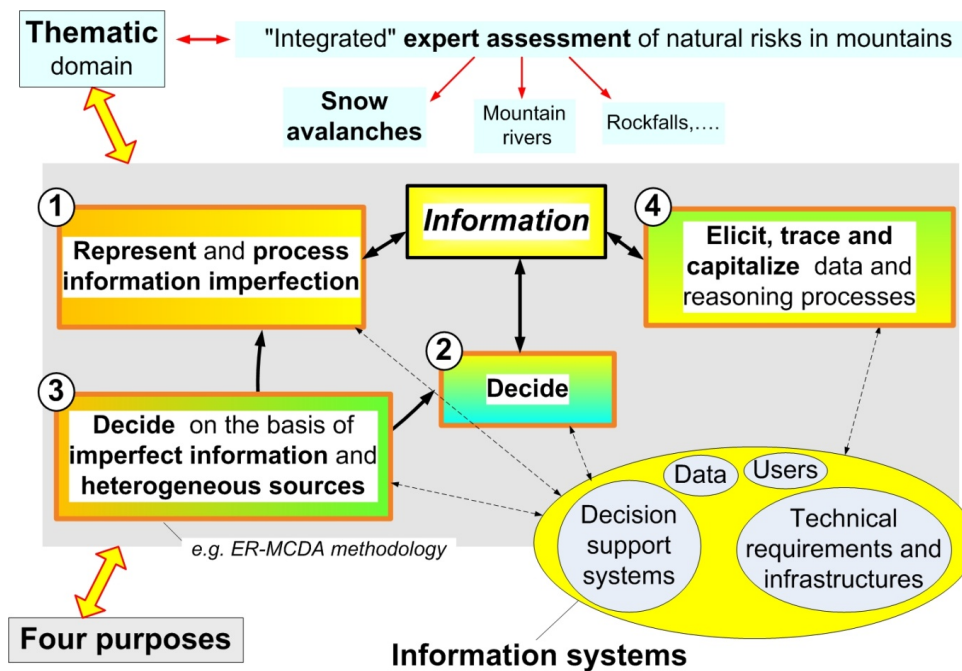 Thematic
domain
"Integrated" expert assessment of natural risks in mountains
Snow
avalanches
Mountain
rivers
Rockfalls,....
1
Represent and process
information imperfection
Information
4
Elicit, trace and
capitalize data and
reasoning processes
2
Decide
3
Decide on the basis of
imperfect information and
heterogeneous sources
e.g. ER-MCDA methodology
Data
Users
Decision
support
systems
Technical
requirements and
infrastructures
Four purposes
Information systems